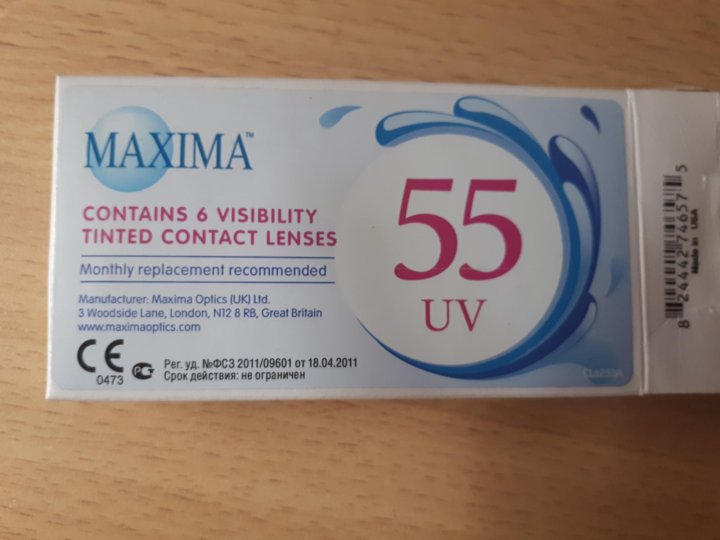 MAXIMA™
CONTAINS 6 VISIBILITY
TINTED CONTACT LENSES
Monthly replacement recommended
Manufacturer: Maxima Optics (UK) Ltd.
3 Woodside Lane, London, N12 8 RB, Great Britain
www.maximaoptics.com
CE
0473
Рег. уд. №ФСЗ 2011/09601 от 18.04.2011
Срок действия: не ограничен
55
UV
8 24442 74657 5
Made in USA